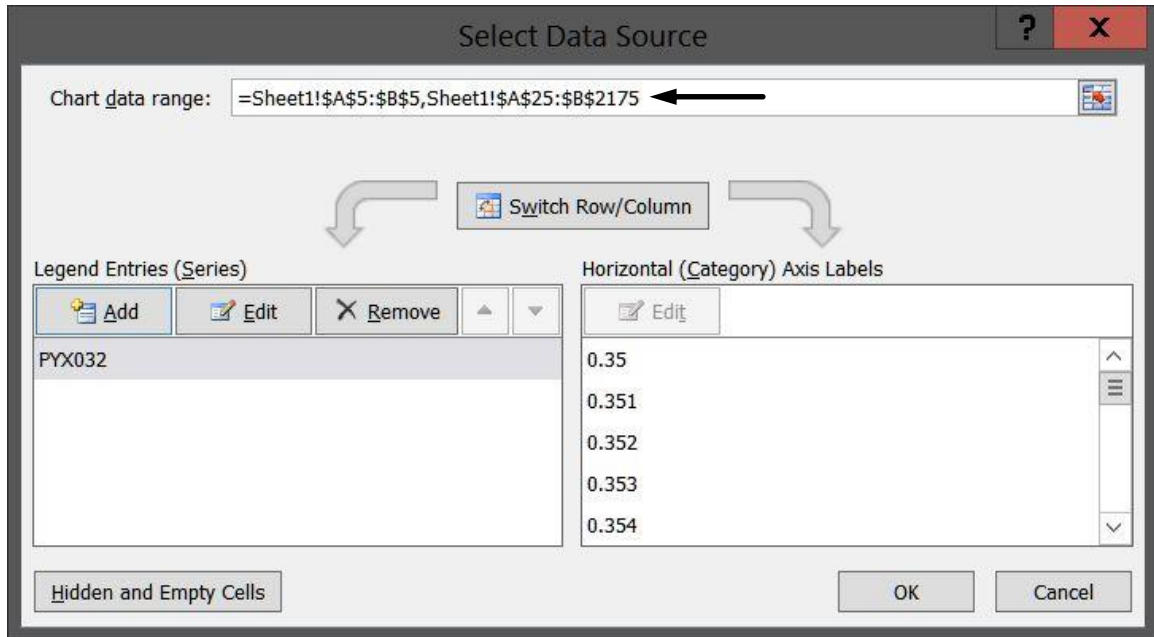 Select Data Source
? X
Chart data range: =Sheet1!$A$5:$B$5,Sheet1!$A$25:$B$2175
Switch Row/Column
Legend Entries (Series)
Add Edit Remove
PYX032
Horizontal (Category) Axis Labels
Edit
0.35
0.351
0.352
0.353
0.354
Hidden and Empty Cells
OK Cancel